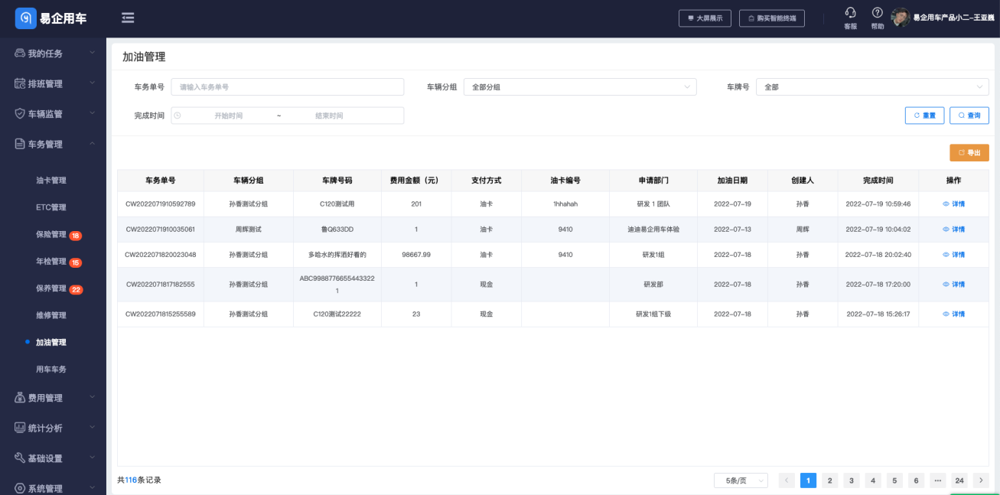 易企用车
大屏展示
购买智能终端
客服
帮助
易企用车产品小二-王亚巍
我的任务
排班管理
车辆监管
车务管理
油卡管理
ETC管理
保险管理 18
年检管理 15
保养管理 22
维修管理
加油管理
用车车务
费用管理
统计分析
基础设置
系统管理
加油管理
车务单号 请输入车务单号 车辆分组 全部分组 车牌号 全部
完成时间 开始时间 ~ 结束时间 重置 查询
导出
车务单号 车辆分组 车牌号码 费用金额（元） 支付方式 油卡编号 申请部门 加油日期 创建人 完成时间 操作
CW2022071910592789 孙香测试分组 C120测试用 201 油卡 1hhahah 研发 1 团队 2022-07-19 孙香 2022-07-19 10:59:46 详情
CW2022071910035061 周辉测试 鲁Q633DD 1 油卡 9410 迪迪易企用车体验 2022-07-13 周辉 2022-07-19 10:04:02 详情
CW2022071820023048 孙香测试分组 多哈水的挥洒好看的 98667.99 油卡 9410 研发1组 2022-07-18 孙香 2022-07-18 20:02:40 详情
CW2022071817182555 孙香测试分组 ABC9988776655443322
1 1 现金 研发部 2022-07-18 孙香 2022-07-18 17:20:00 详情
CW2022071815255589 孙香测试分组 C120测试22222 23 现金 研发1组下级 2022-07-18 孙香 2022-07-18 15:26:17 详情
共116条记录 5条/页 < 1 2 3 4 5 6 ··· 24 >